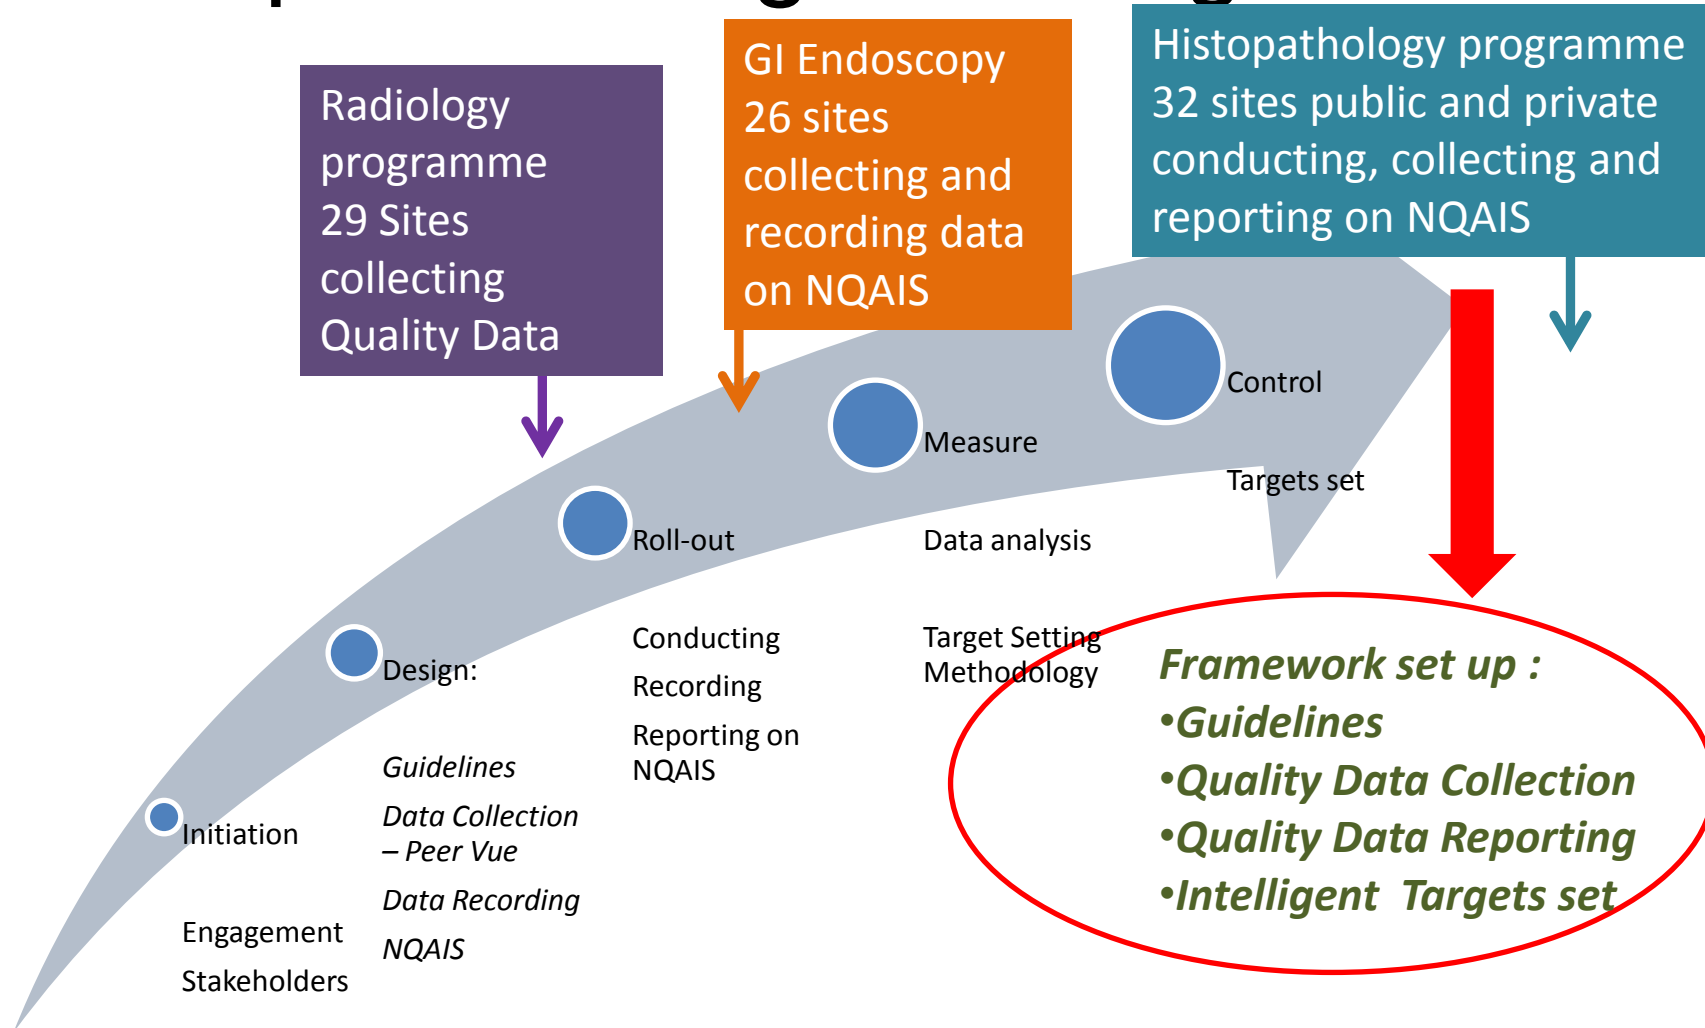 Radiology
programme
29 Sites
collecting
Quality Data
GI Endoscopy
26 sites
collecting and
recording data
on NQAIS
Histopathology programme
32 sites public and private
conducting, collecting and
reporting on NQAIS
Initiation
Engagement
Stakeholders
Design:
Guidelines
Data Collection
– Peer Vue
Data Recording
NQAIS
Roll-out
Conducting
Recording
Reporting on
NQAIS
Measure
Data analysis
Target Setting
Methodology
Control
Targets set
Framework set up :
•Guidelines
•Quality Data Collection
•Quality Data Reporting
•Intelligent  Targets set